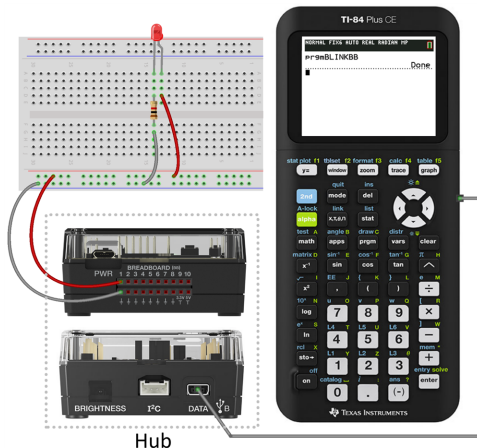 TI-84 Plus CE
NORMAL FIX6 AUTO REAL RADIAN MP
PrgmBLINKBB
Done
stat plot f1 tblset f2 format f3 calc f4 table f5
y= window zoom trace graph
quit ins
2nd mode del
A-lock link list
alpha X,T,θ,n stat
test A angle B draw C distr
math apps prgm vars clear
matrix D sin⁻¹ E cos⁻¹ F tan⁻¹ G π H
x⁻¹ sin cos tan ^
√ I EE J { K } L e M
x² , ( ) ÷
10ˣ N u O v P w Q [ R
log 7 8 9 ×
eˣ S L4 T L5 U L6 V ] W
ln 4 5 6 −
rcl X L1 Y L2 Z L3 θ mem "
sto→ 1 2 3 +
off catalog i : ans ? entry solve
on 0 . (-) enter
TEXAS INSTRUMENTS
BREADBOARD
PWR 1 2 3 4 5 6 7 8 9 10
3.3V 5V
BRIGHTNESS I²C DATA B
Hub